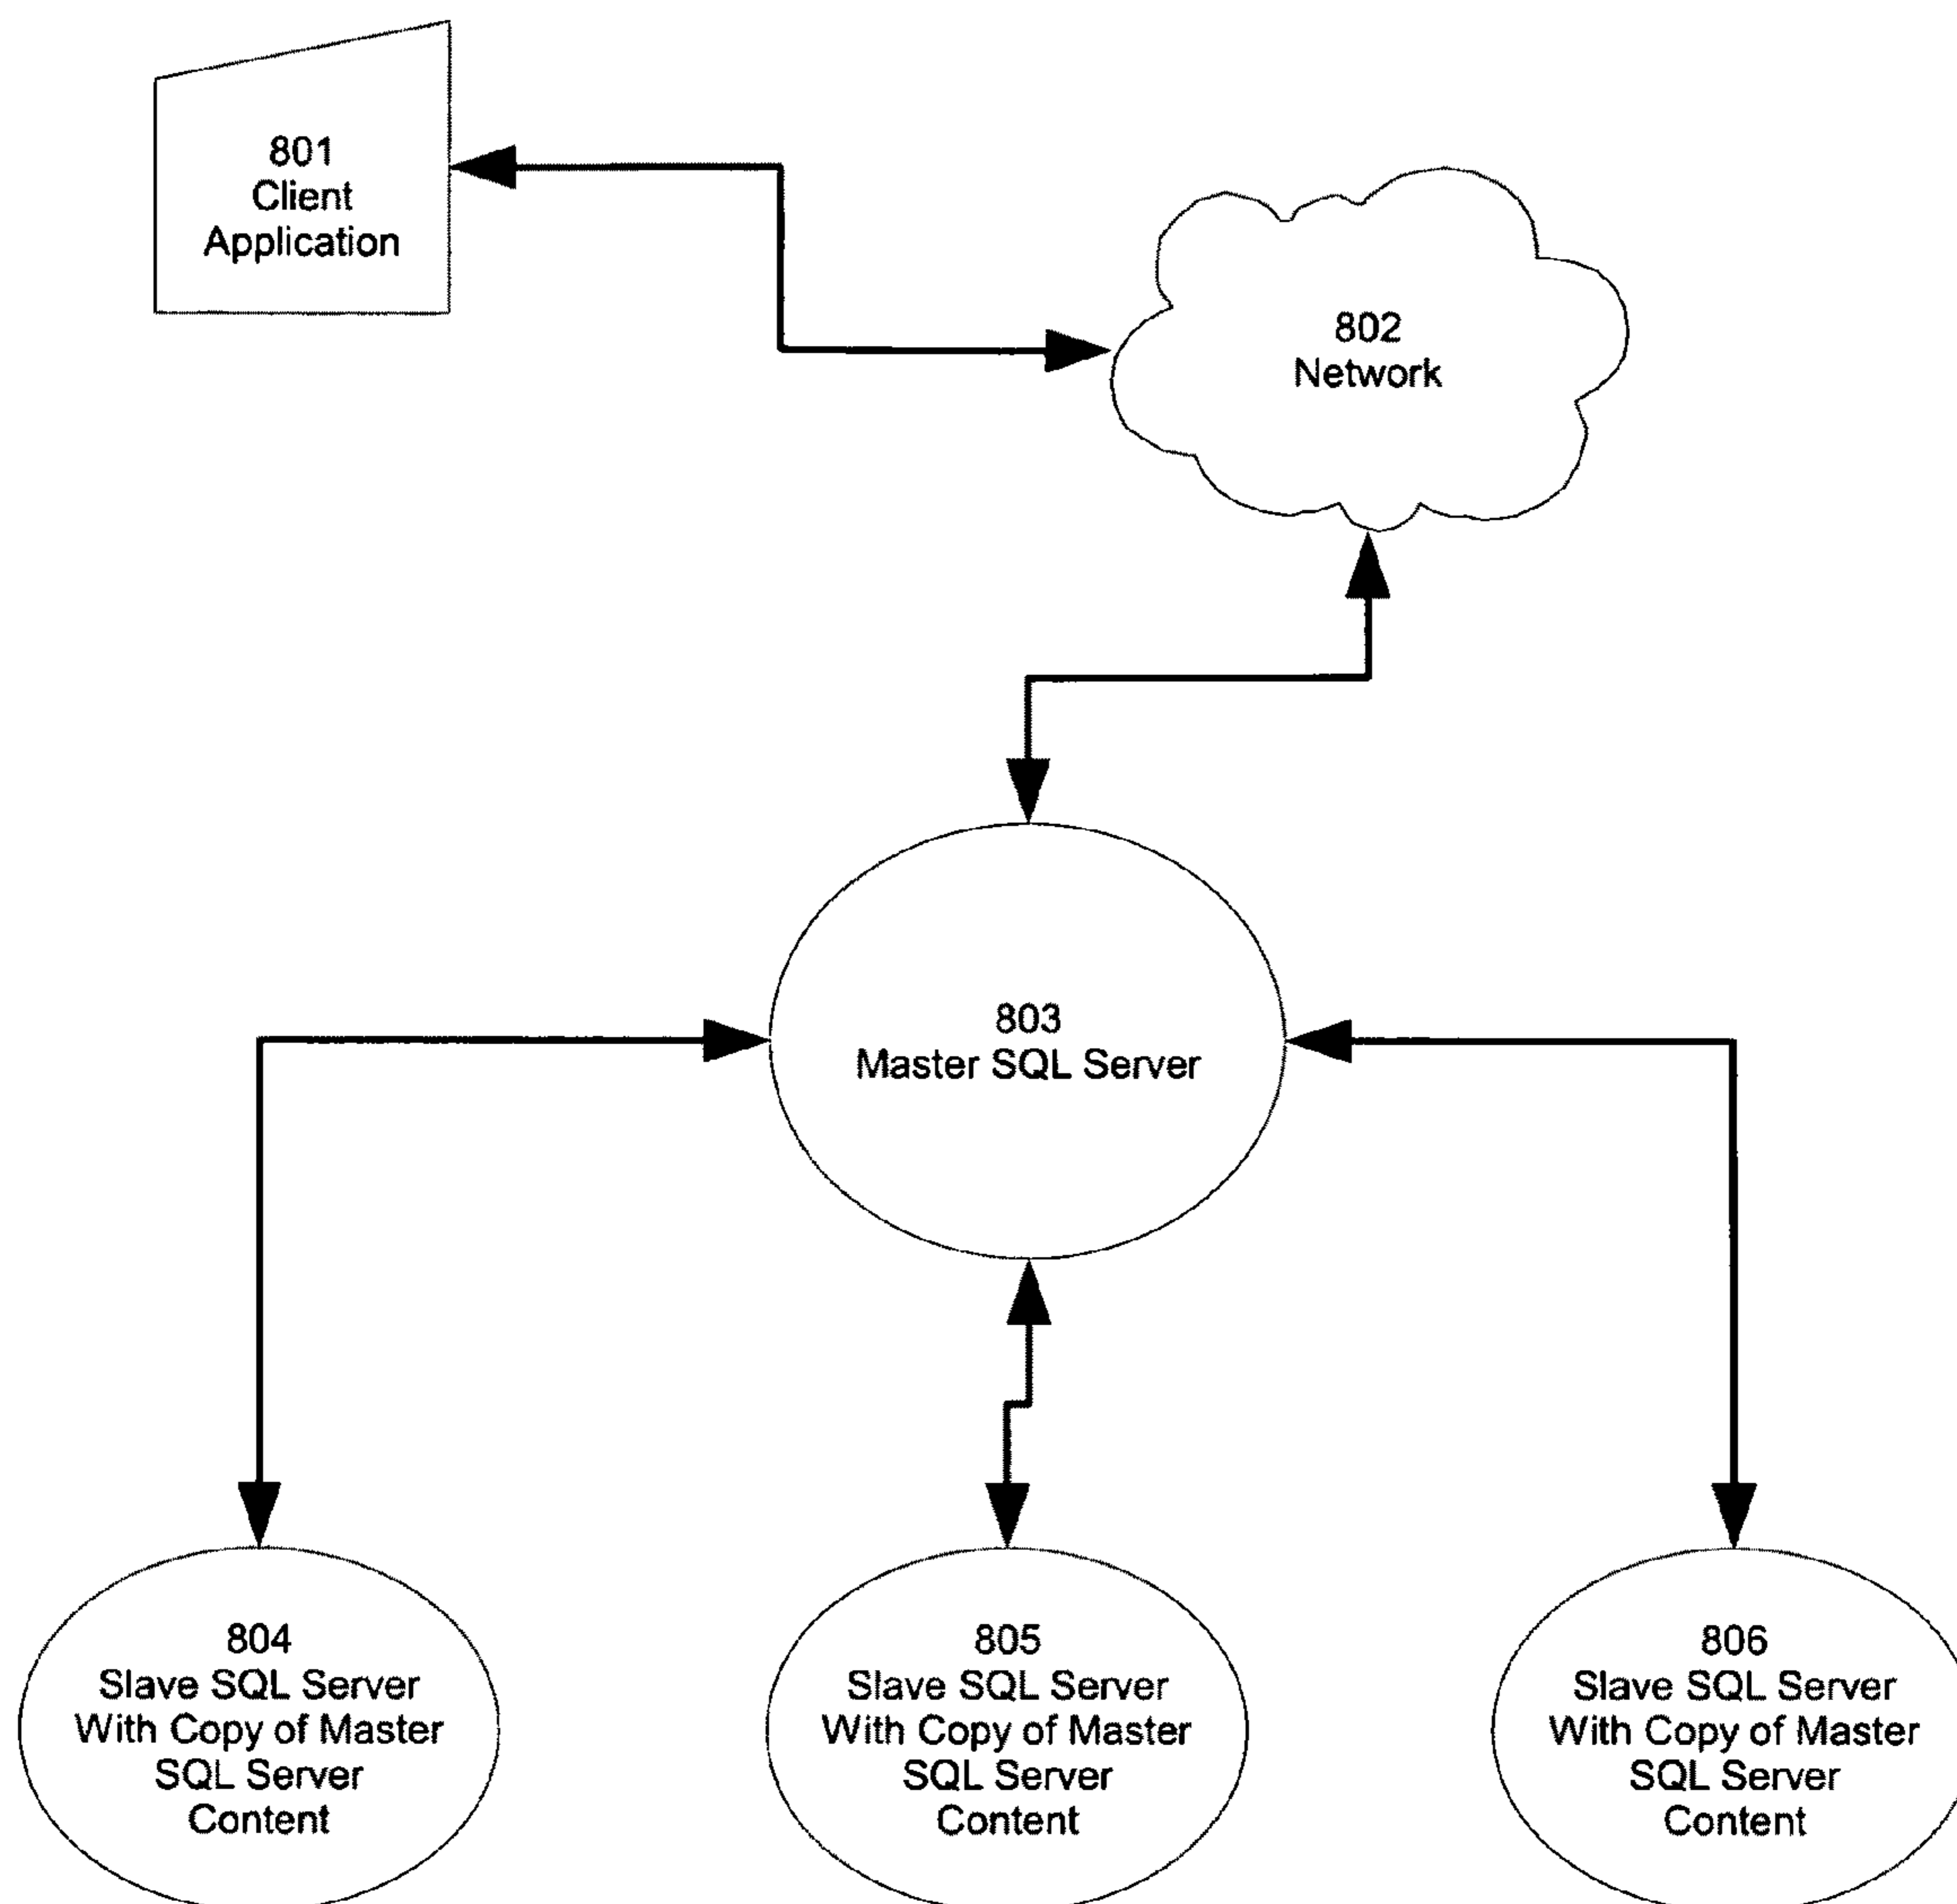 801
Client
Application
802
Network
803
Master SQL Server
804
Slave SQL Server
With Copy of Master
SQL Server
Content
805
Slave SQL Server
With Copy of Master
SQL Server
Content
806
Slave SQL Server
With Copy of Master
SQL Server
Content